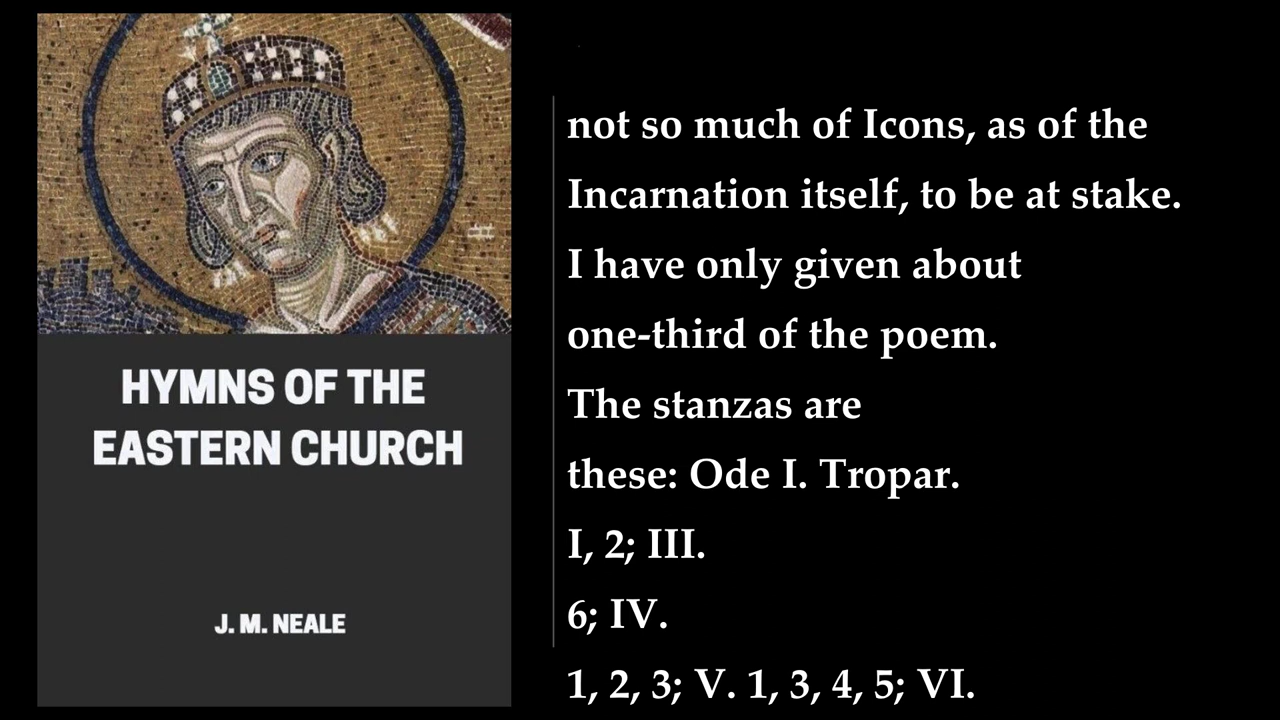 HYMNS OF THE
EASTERN CHURCH
J. M. NEALE
not so much of Icons, as of the
Incarnation itself, to be at stake.
I have only given about
one-third of the poem.
The stanzas are
these: Ode I. Tropar.
I, 2; III.
6; IV.
1, 2, 3; V. 1, 3, 4, 5; VI.